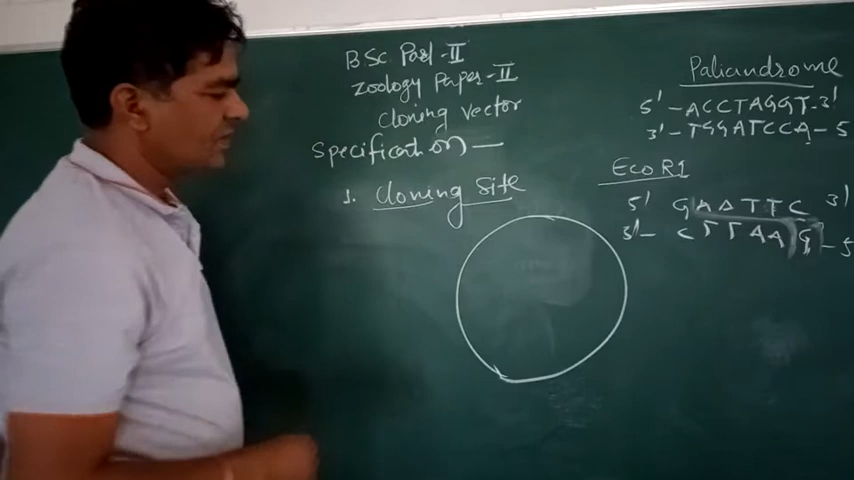 BSc Part-II
Zoology Paper-II
cloning vector
Specification —
1. Cloning Site
Paliandrome
5' - ACCTAGGT-3'
3' - TGGATCCA-5
EcoR1
5' GAATTC 3'
3'- CTTAAG-5